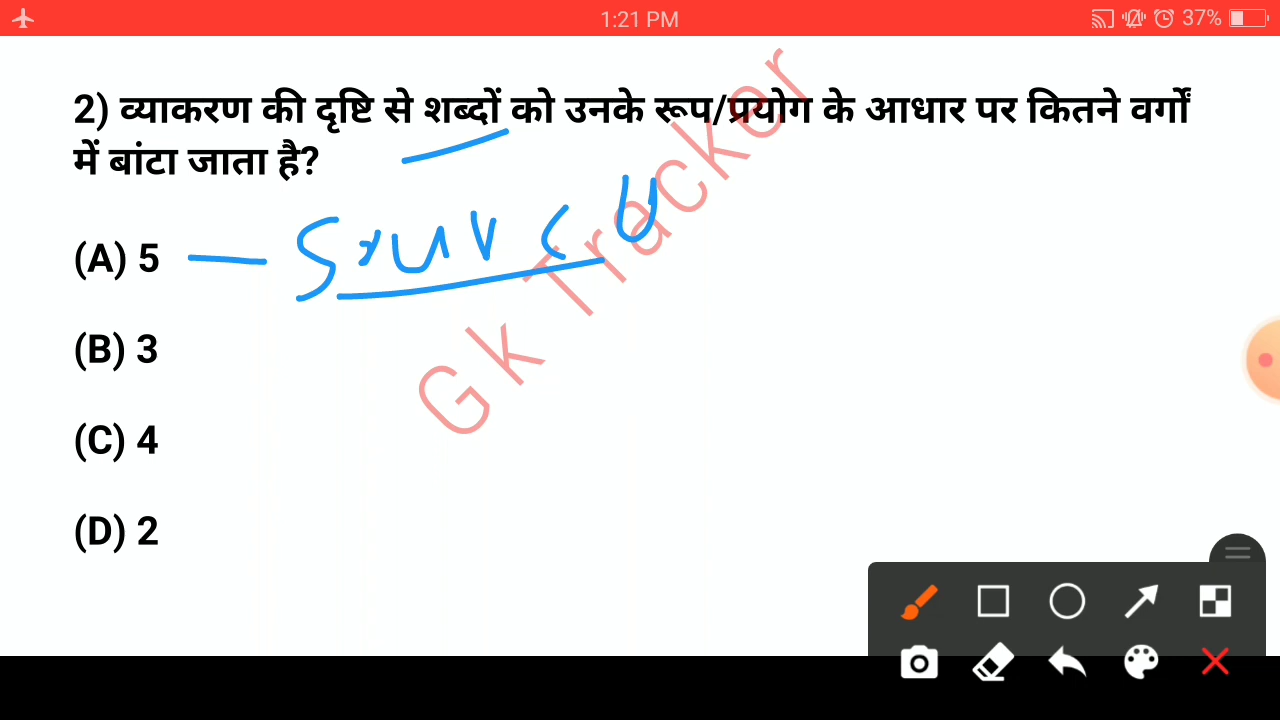 1:21 PM
37%
2) व्याकरण की दृष्टि से शब्दों को उनके रूप/प्रयोग के आधार पर कितने वर्गों
में बांटा जाता है?
(A) 5
(B) 3
(C) 4
(D) 2
Gk Tracker